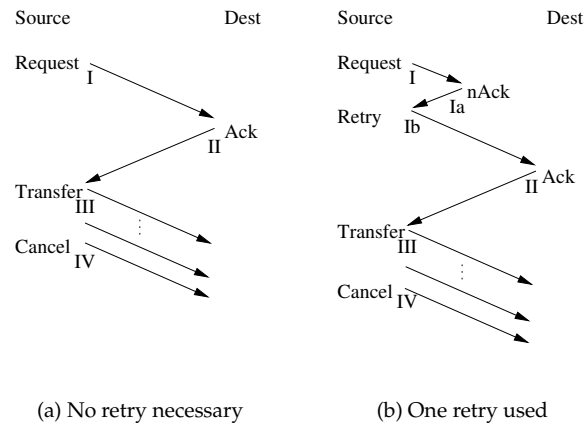 Source Dest
Request
I
Ack
II
Transfer
III
Cancel
IV
(a) No retry necessary
Source Dest
Request
I
nAck
Ia
Retry
Ib
Ack
II
Transfer
III
Cancel
IV
(b) One retry used